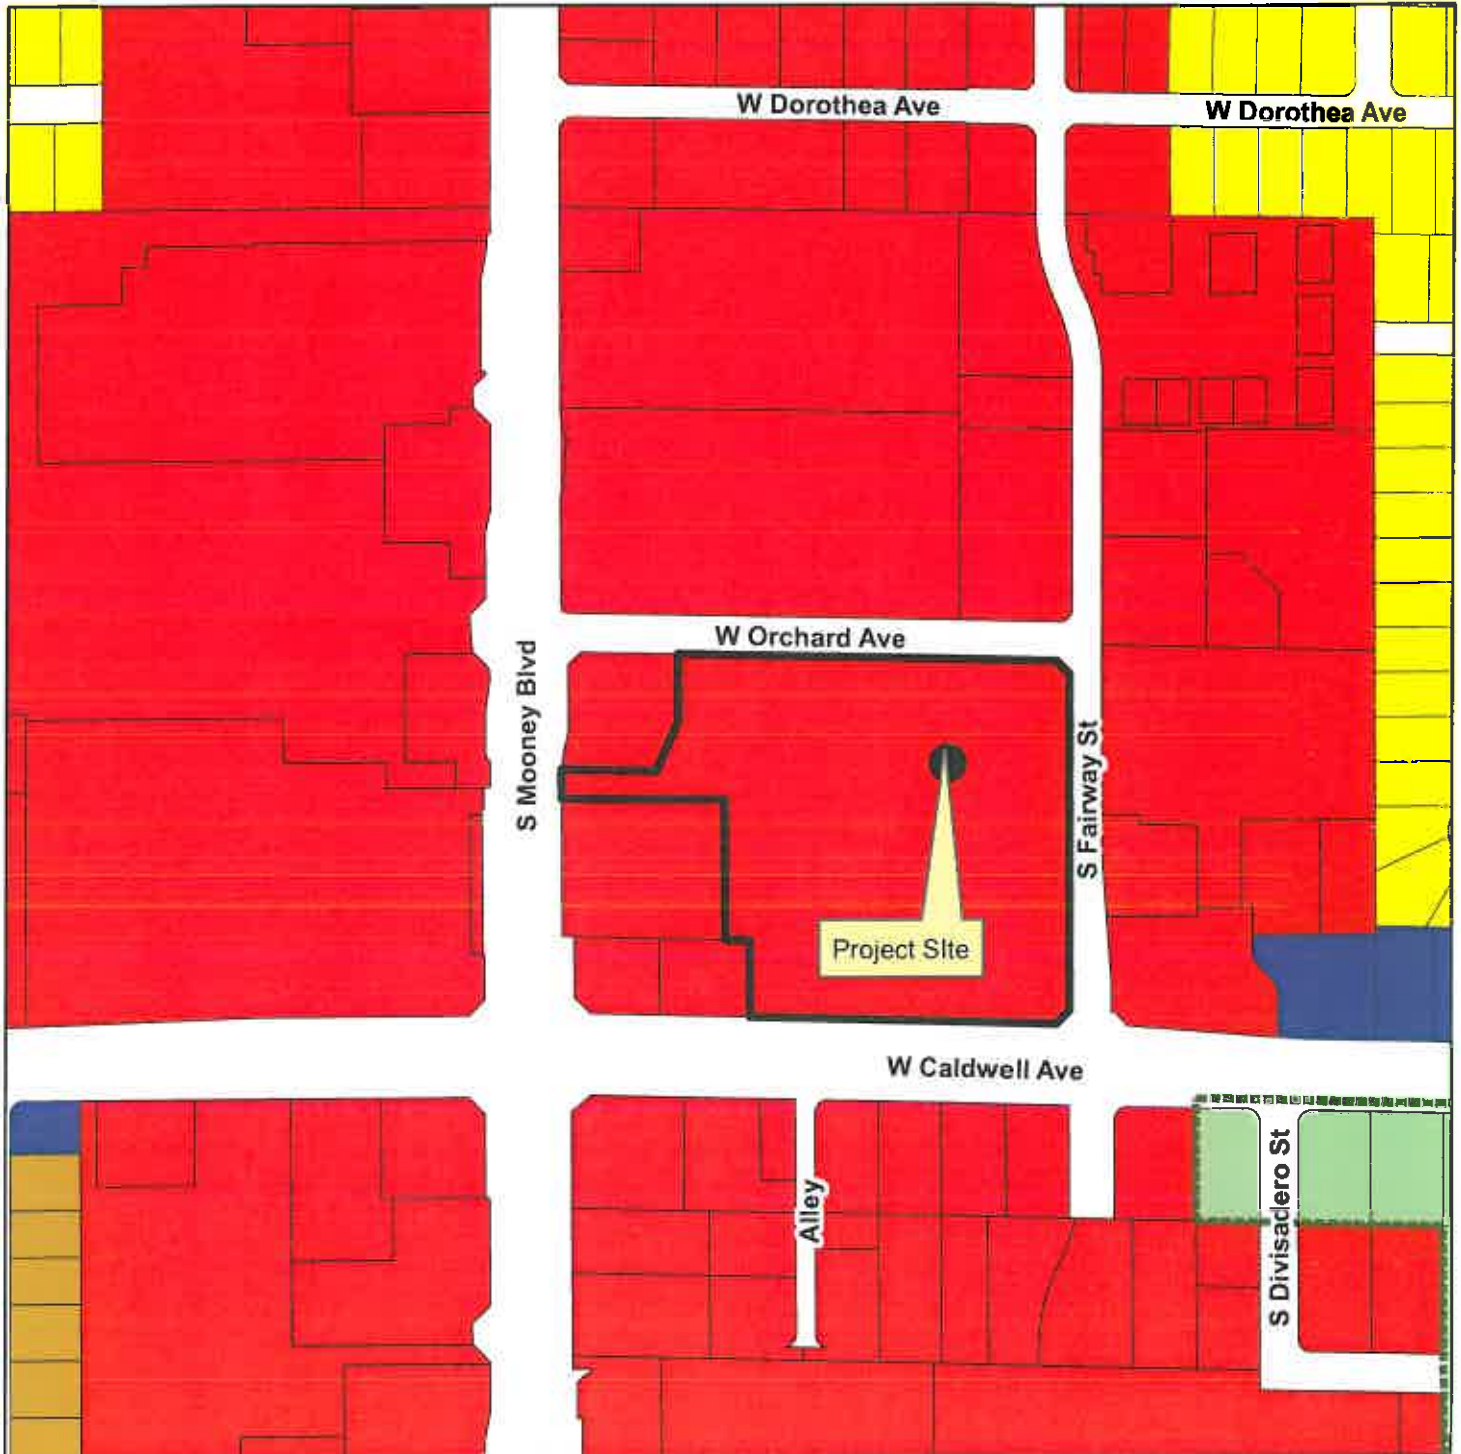 W Dorothea Ave
W Dorothea Ave
W Orchard Ave
S Mooney Blvd
S Fairway St
Project SIte
W Caldwell Ave
Alley
S Divisadero St